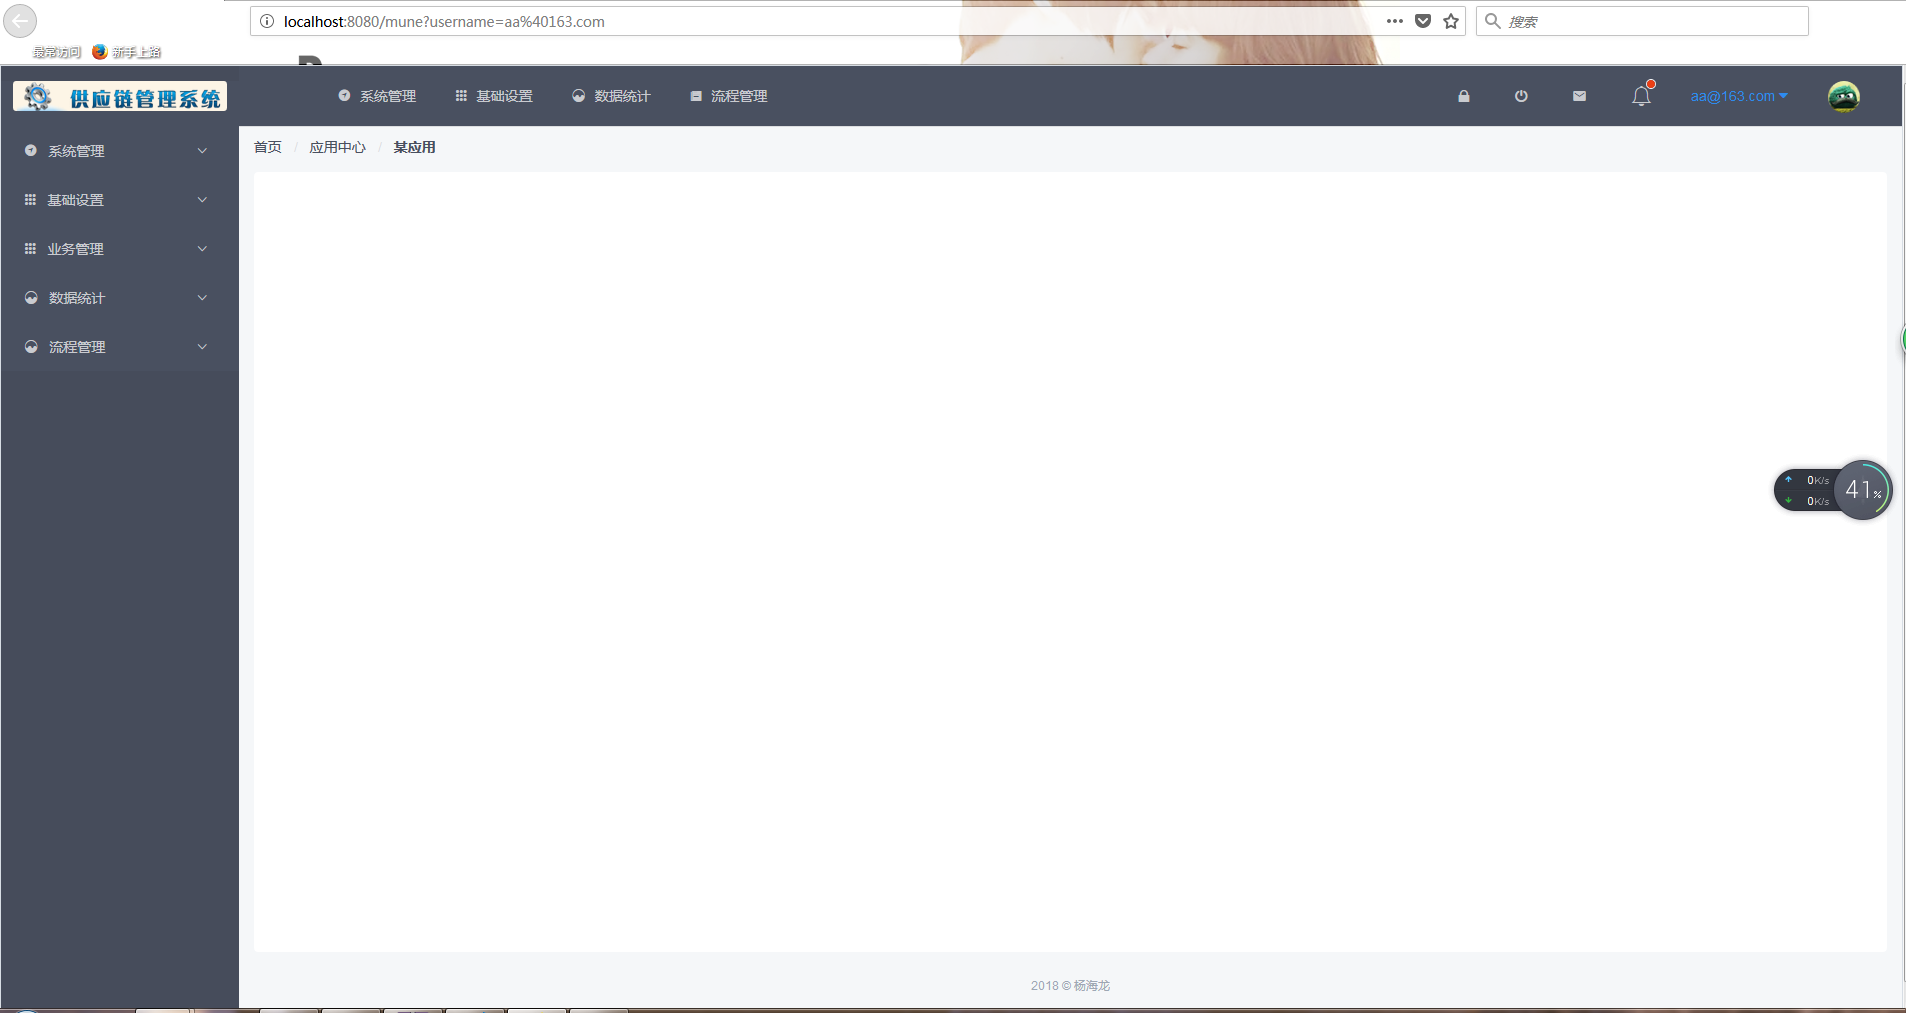 localhost:8080/mune?username=aa%40163.com
搜索
最常访问 新手上路
供应链管理系统
系统管理 基础设置 数据统计 流程管理
aa@163.com
系统管理
基础设置
业务管理
数据统计
流程管理
首页 / 应用中心 / 某应用
0K/s
0K/s
41%
2018 © 杨海龙